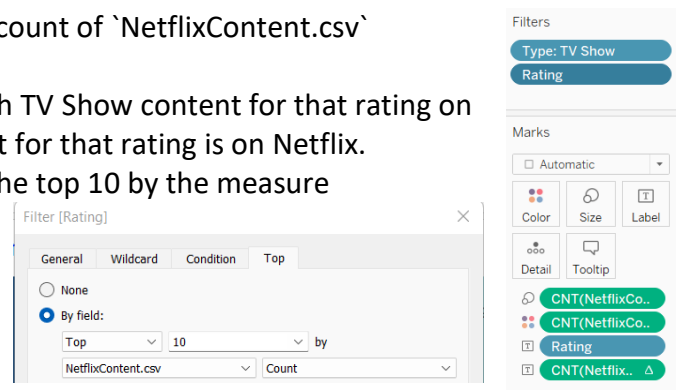 count of `NetflixContent.csv`
h TV Show content for that rating on
t for that rating is on Netflix.
he top 10 by the measure
Filter [Rating]
General Wildcard Condition Top
None
By field:
Top 10 by
NetflixContent.csv Count
Filters
Type: TV Show
Rating
Marks
Automatic
Color Size Label
Detail Tooltip
CNT(NetflixCo..
CNT(NetflixCo..
Rating
CNT(Netflix.. Δ